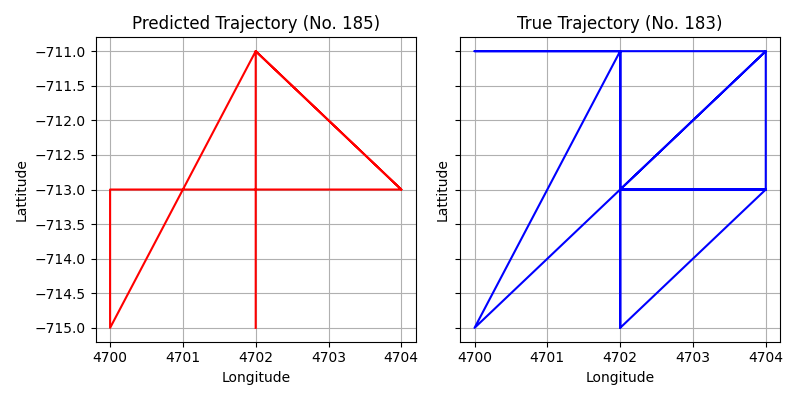 Predicted Trajectory (No. 185)
True Trajectory (No. 183)
−711.0
−711.5
−712.0
−712.5
−713.0
−713.5
−714.0
−714.5
−715.0
Lattitude
Lattitude
4700 4701 4702 4703 4704
4700 4701 4702 4703 4704
Longitude
Longitude